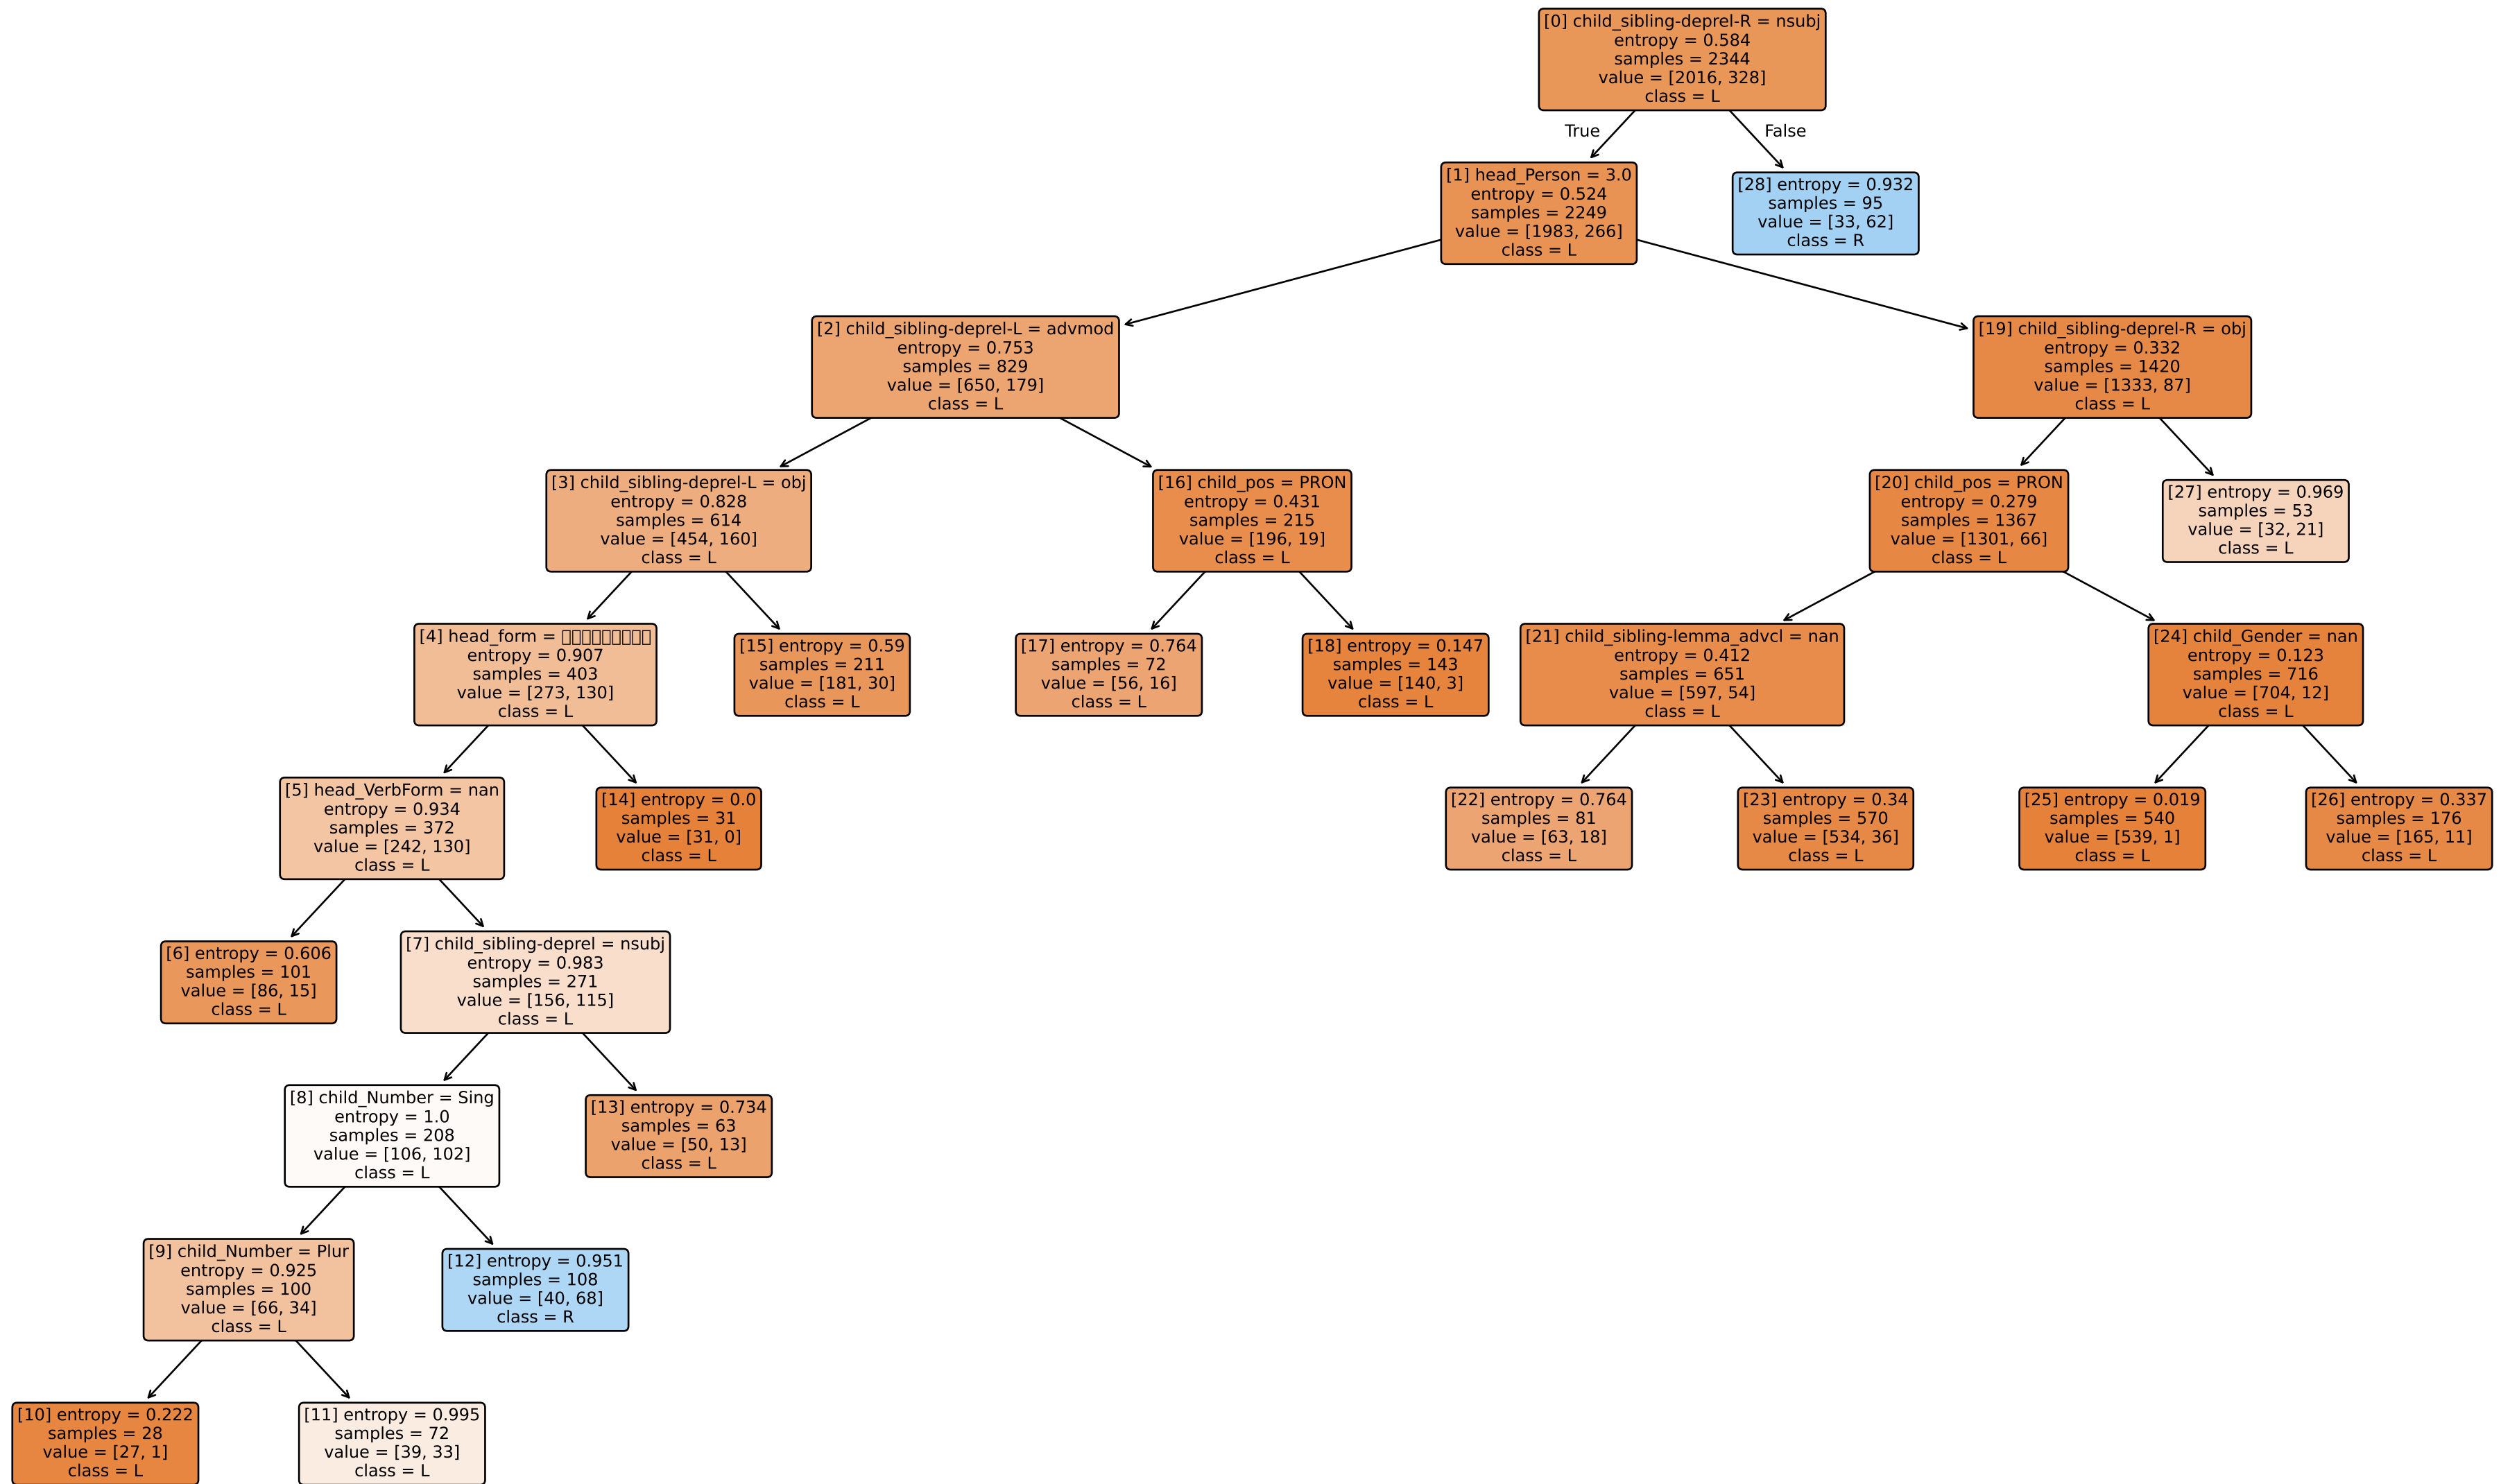 [0] child_sibling-deprel-R = nsubj
entropy = 0.584
samples = 2344
value = [2016, 328]
class = L
True
False
[1] head_Person = 3.0
entropy = 0.524
samples = 2249
value = [1983, 266]
class = L
[28] entropy = 0.932
samples = 95
value = [33, 62]
class = R
[2] child_sibling-deprel-L = advmod
entropy = 0.753
samples = 829
value = [650, 179]
class = L
[19] child_sibling-deprel-R = obj
entropy = 0.332
samples = 1420
value = [1333, 87]
class = L
[3] child_sibling-deprel-L = obj
entropy = 0.828
samples = 614
value = [454, 160]
class = L
[16] child_pos = PRON
entropy = 0.431
samples = 215
value = [196, 19]
class = L
[20] child_pos = PRON
entropy = 0.279
samples = 1367
value = [1301, 66]
class = L
[27] entropy = 0.969
samples = 53
value = [32, 21]
class = L
[4] head_form =
entropy = 0.907
samples = 403
value = [273, 130]
class = L
[15] entropy = 0.59
samples = 211
value = [181, 30]
class = L
[17] entropy = 0.764
samples = 72
value = [56, 16]
class = L
[18] entropy = 0.147
samples = 143
value = [140, 3]
class = L
[21] child_sibling-lemma_advcl = nan
entropy = 0.412
samples = 651
value = [597, 54]
class = L
[24] child_Gender = nan
entropy = 0.123
samples = 716
value = [704, 12]
class = L
[5] head_VerbForm = nan
entropy = 0.934
samples = 372
value = [242, 130]
class = L
[14] entropy = 0.0
samples = 31
value = [31, 0]
class = L
[22] entropy = 0.764
samples = 81
value = [63, 18]
class = L
[23] entropy = 0.34
samples = 570
value = [534, 36]
class = L
[25] entropy = 0.019
samples = 540
value = [539, 1]
class = L
[26] entropy = 0.337
samples = 176
value = [165, 11]
class = L
[6] entropy = 0.606
samples = 101
value = [86, 15]
class = L
[7] child_sibling-deprel = nsubj
entropy = 0.983
samples = 271
value = [156, 115]
class = L
[8] child_Number = Sing
entropy = 1.0
samples = 208
value = [106, 102]
class = L
[13] entropy = 0.734
samples = 63
value = [50, 13]
class = L
[9] child_Number = Plur
entropy = 0.925
samples = 100
value = [66, 34]
class = L
[12] entropy = 0.951
samples = 108
value = [40, 68]
class = R
[10] entropy = 0.222
samples = 28
value = [27, 1]
class = L
[11] entropy = 0.995
samples = 72
value = [39, 33]
class = L